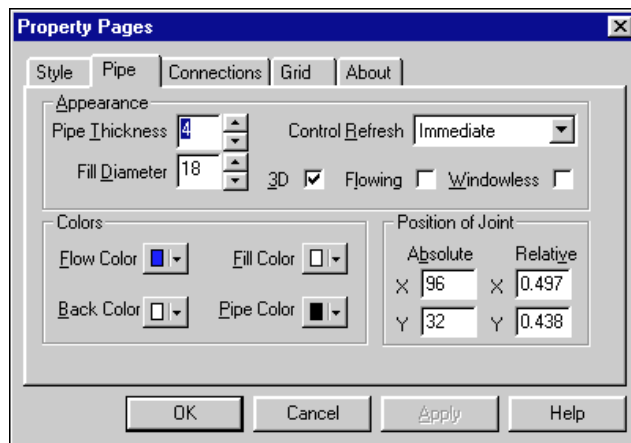 Property Pages
Style Pipe Connections Grid About
Appearance
Pipe Thickness 4 Control Refresh Immediate
Fill Diameter 18 3D Flowing Windowless
Colors Position of Joint
Flow Color Fill Color Absolute Relative
X 96 X 0.497
Back Color Pipe Color Y 32 Y 0.438
OK Cancel Apply Help